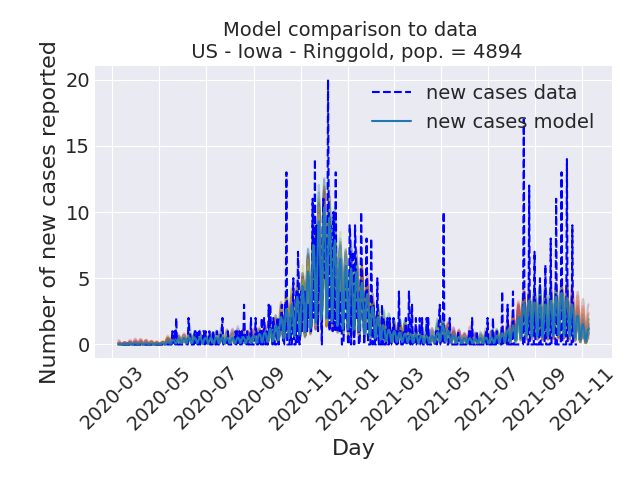 Model comparison to data
US - Iowa - Ringgold, pop. = 4894
Number of new cases reported
20
15
10
5
0
new cases data
new cases model
2020-03
2020-05
2020-07
2020-09
2020-11
2021-01
2021-03
2021-05
2021-07
2021-09
2021-11
Day